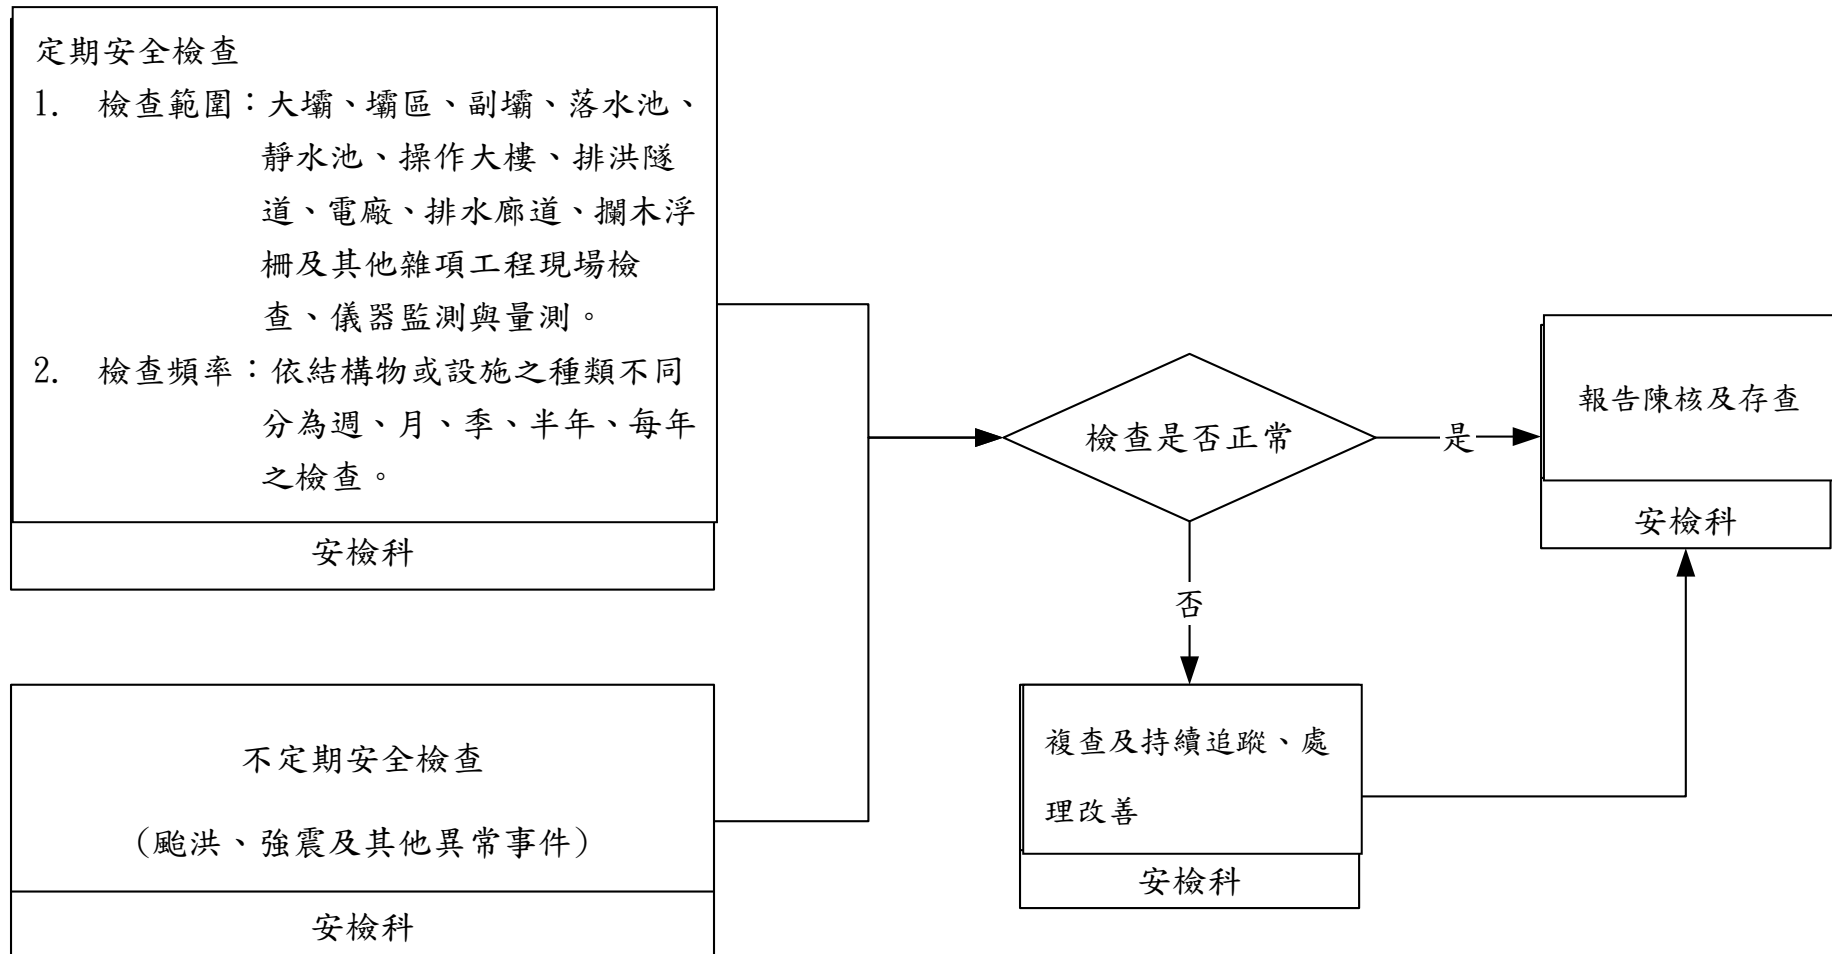 定期安全檢查
1. 檢查範圍：大壩、壩區、副壩、落水池、
靜水池、操作大樓、排洪隧
道、電廠、排水廊道、攔木浮
柵及其他雜項工程現場檢
查、儀器監測與量測。
2. 檢查頻率：依結構物或設施之種類不同
分為週、月、季、半年、每年
之檢查。
安檢科
不定期安全檢查
（颱洪、強震及其他異常事件）
安檢科
檢查是否正常
是
否
複查及持續追蹤、處
理改善
安檢科
報告陳核及存查
安檢科